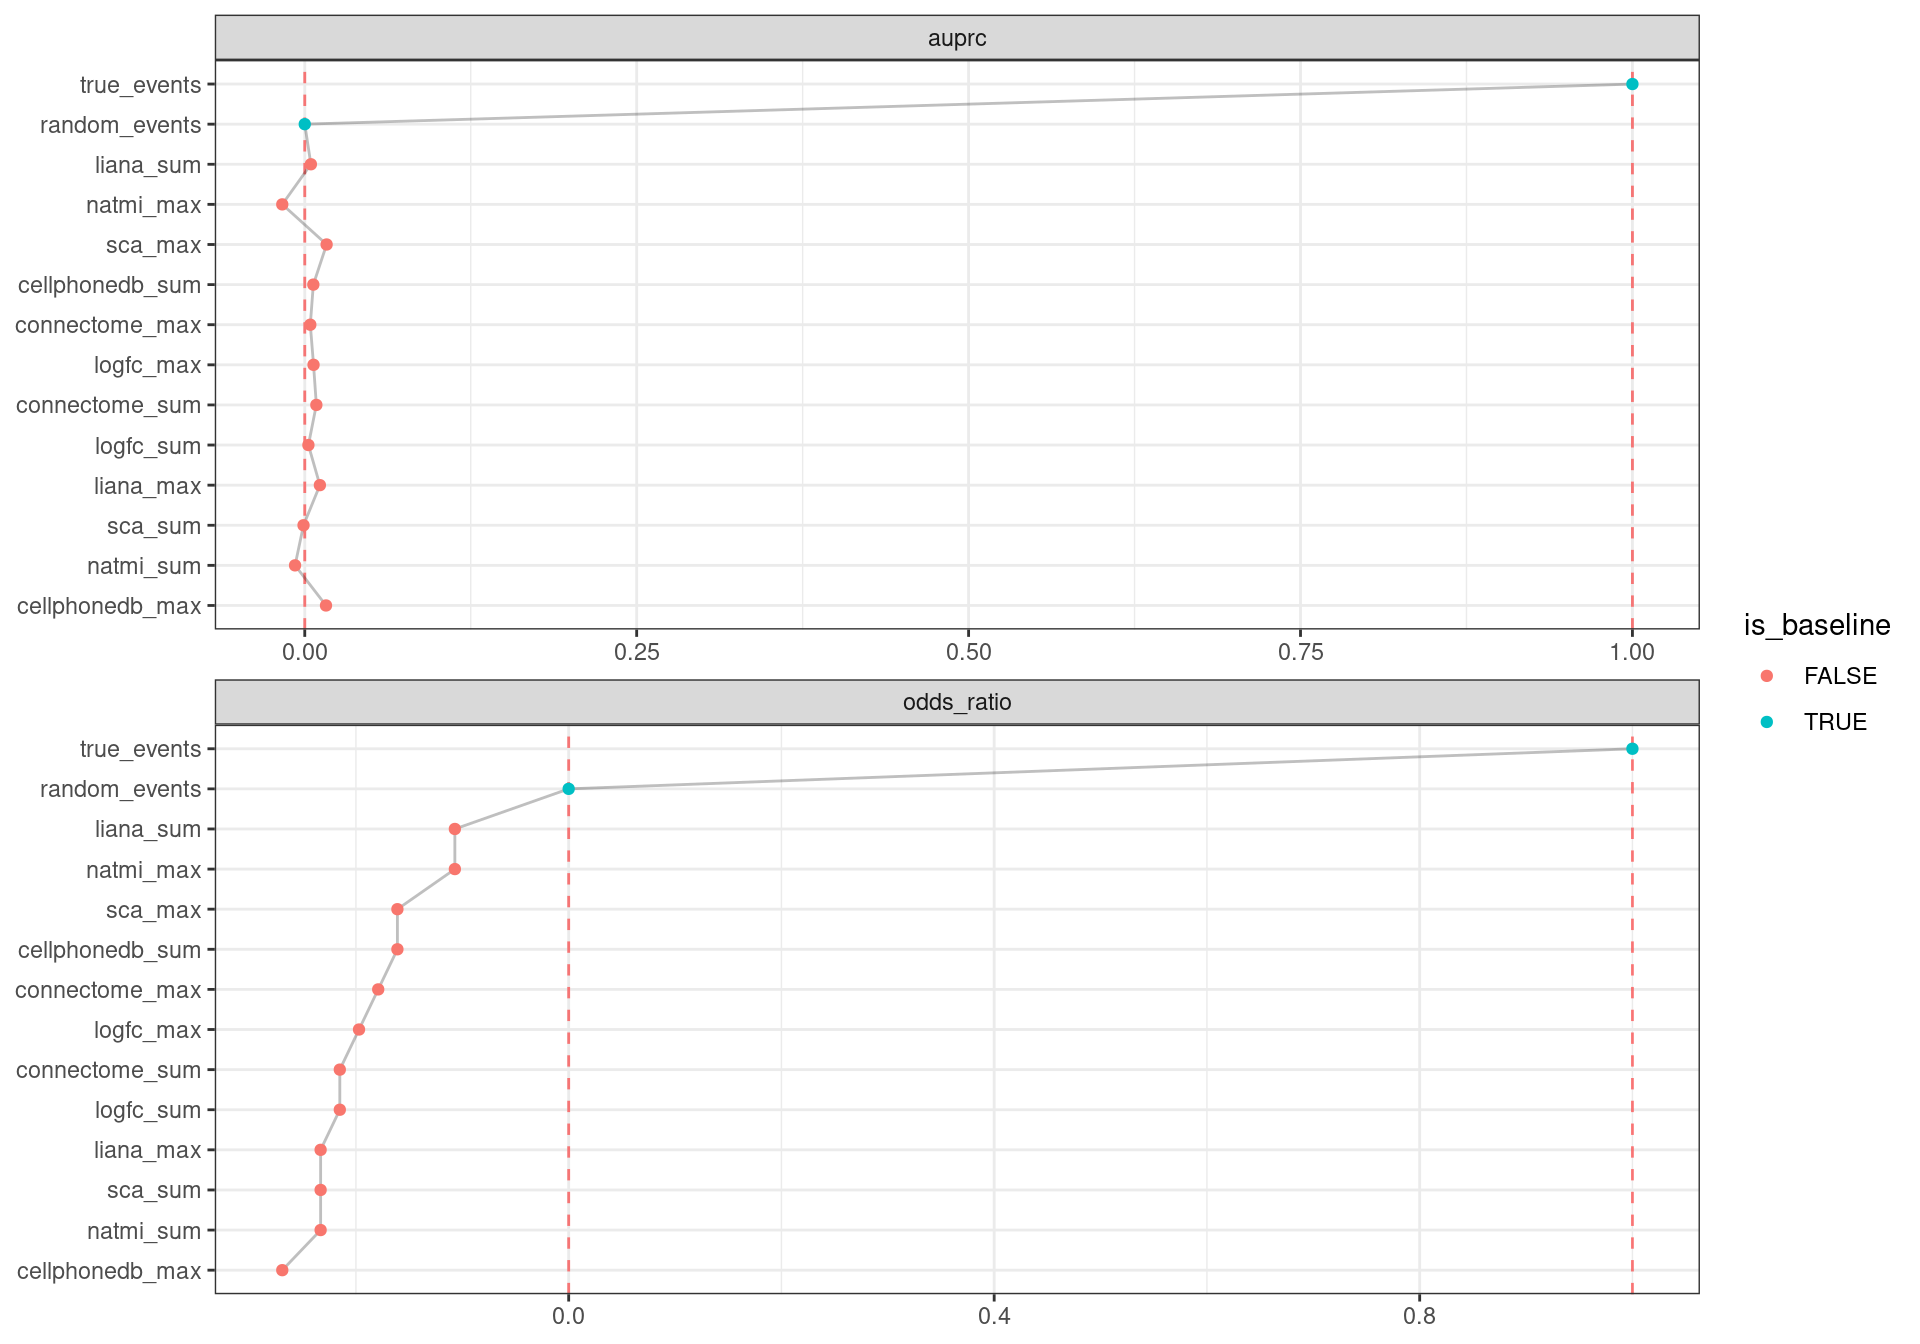 auprc
true_events
random_events
liana_sum
natmi_max
sca_max
cellphonedb_sum
connectome_max
logfc_max
connectome_sum
logfc_sum
liana_max
sca_sum
natmi_sum
cellphonedb_max
0.00 0.25 0.50 0.75 1.00
odds_ratio
true_events
random_events
liana_sum
natmi_max
sca_max
cellphonedb_sum
connectome_max
logfc_max
connectome_sum
logfc_sum
liana_max
sca_sum
natmi_sum
cellphonedb_max
0.0 0.4 0.8
is_baseline
FALSE
TRUE